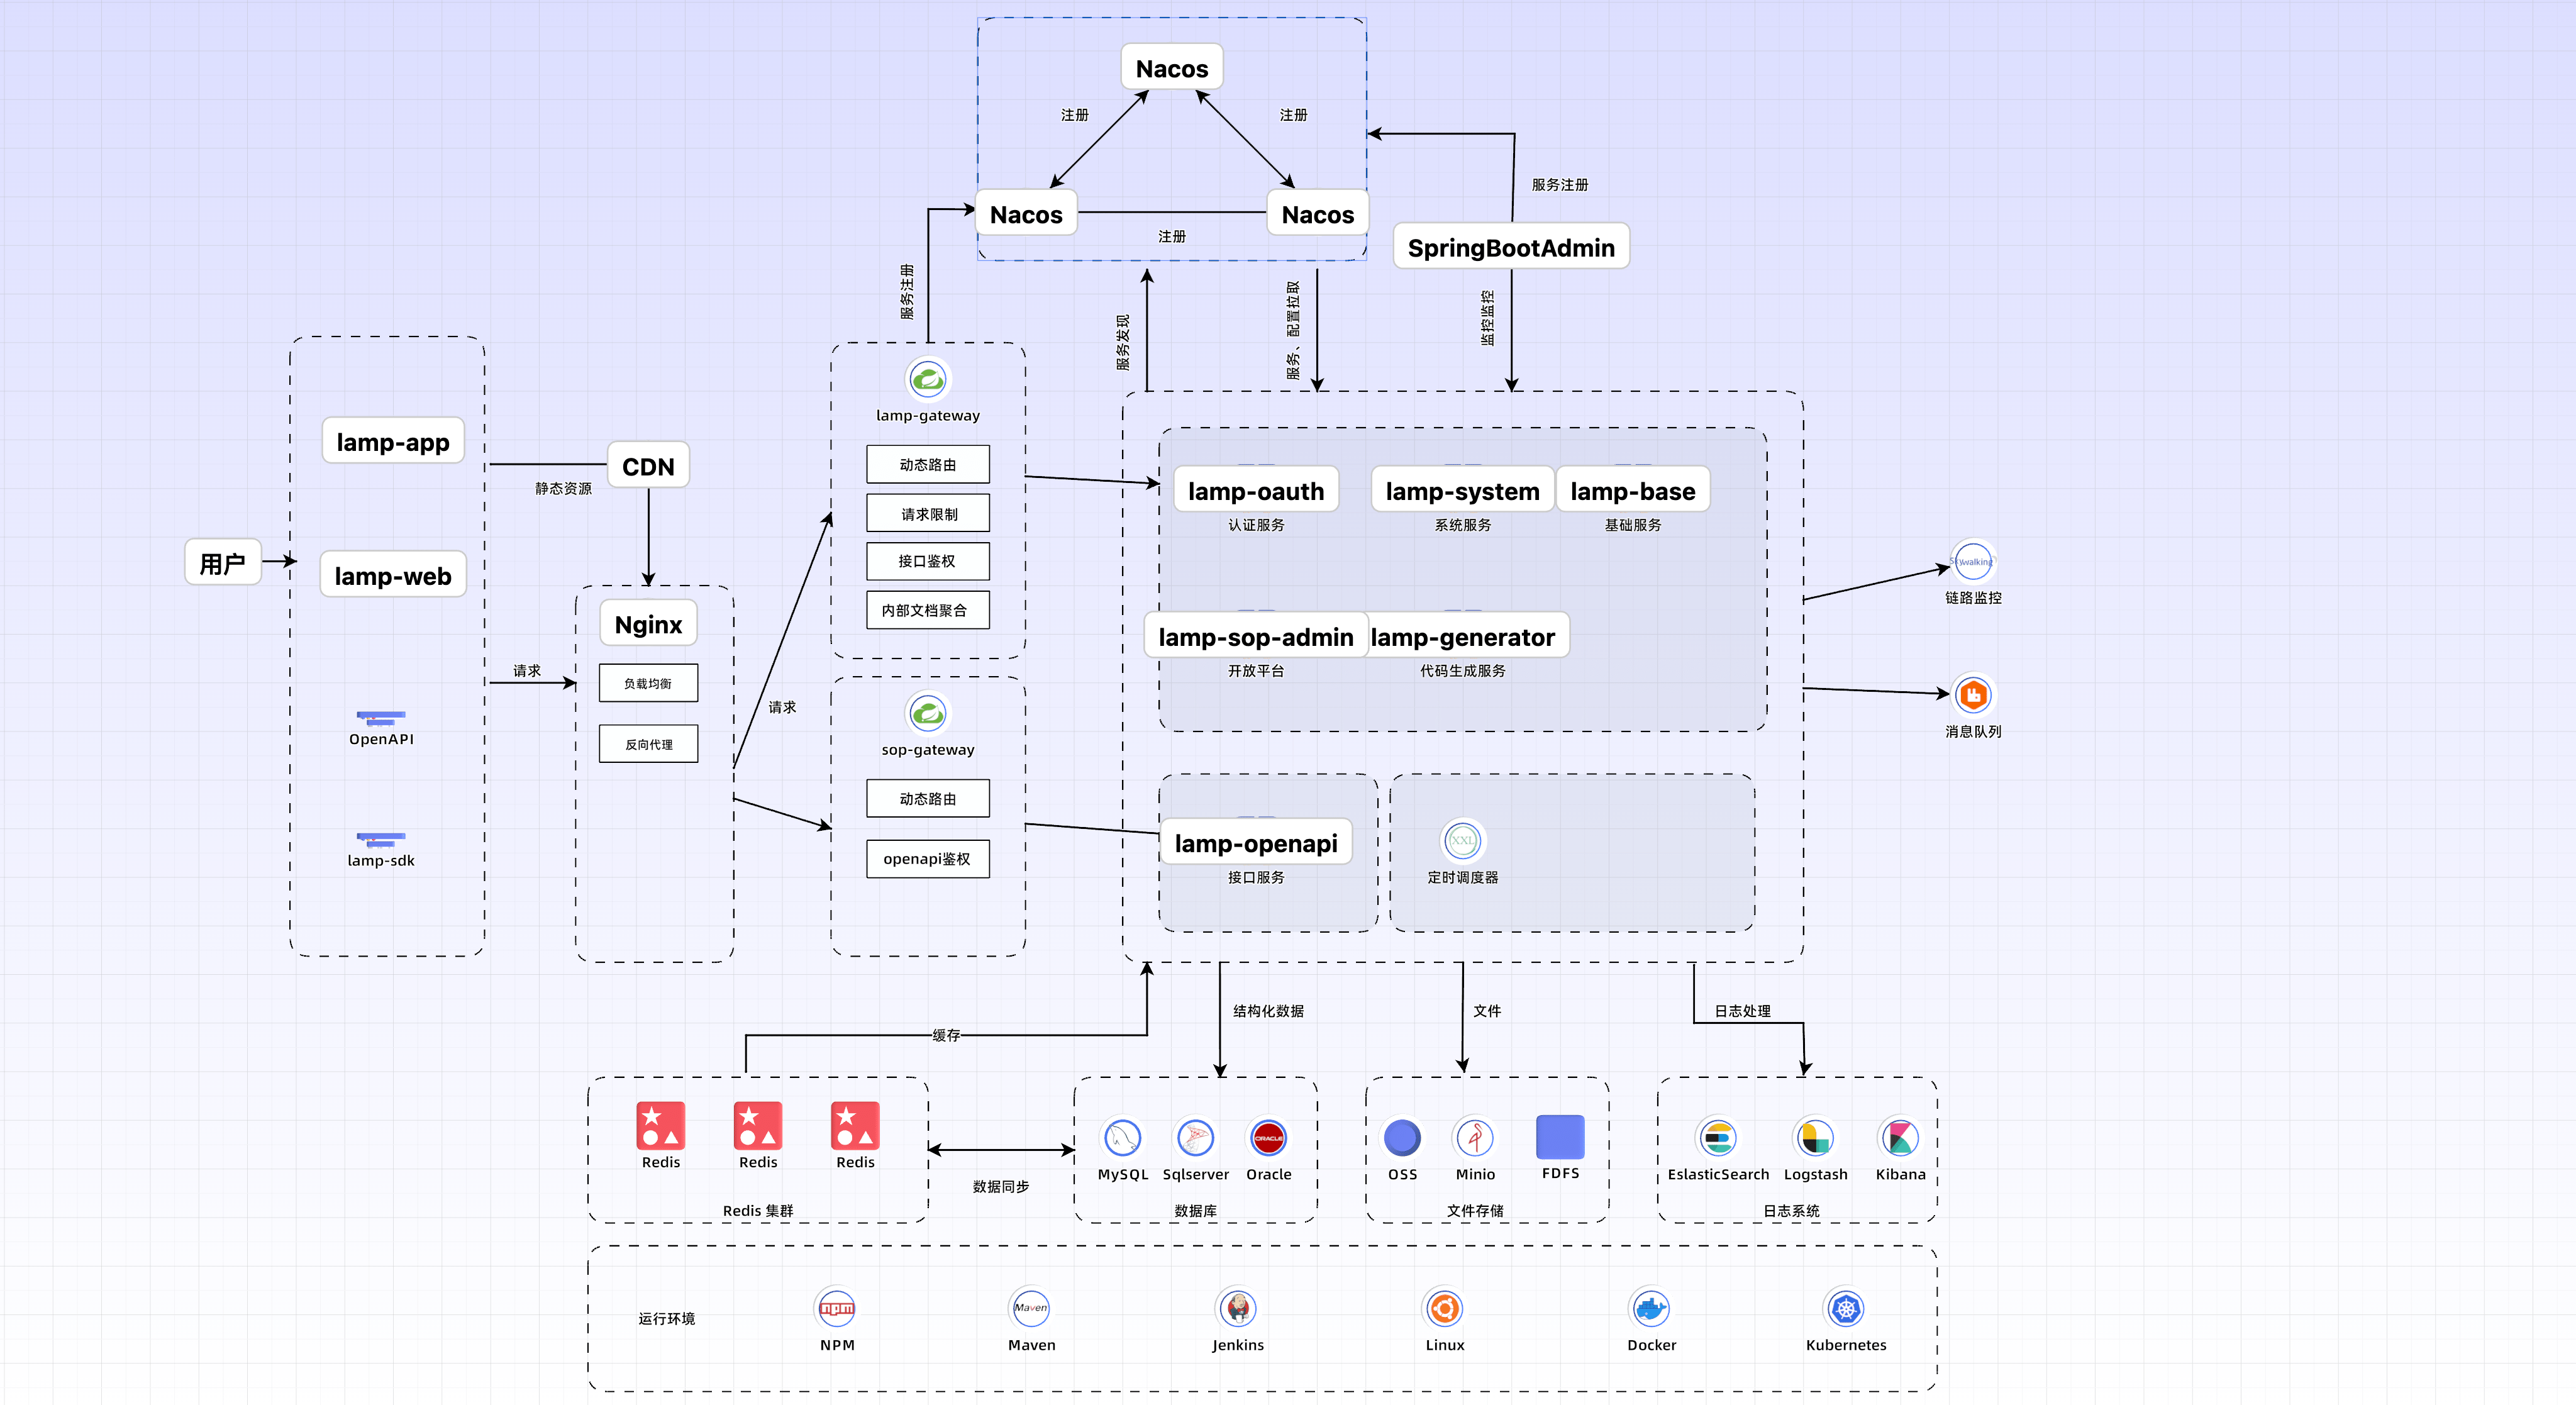 Nacos
注册
注册
Nacos
Nacos
注册
服务注册
SpringBootAdmin
服务注册
服务发现
服务、配置拉取
监控监控
用户
lamp-app
lamp-web
OpenAPI
lamp-sdk
静态资源
CDN
请求
Nginx
负载均衡
反向代理
请求
lamp-gateway
动态路由
请求限制
接口鉴权
内部文档聚合
sop-gateway
动态路由
openapi鉴权
lamp-oauth
认证服务
lamp-system
系统服务
lamp-base
基础服务
lamp-sop-admin
开放平台
lamp-generator
代码生成服务
lamp-openapi
接口服务
XXL
定时调度器
Skywalking
链路监控
消息队列
缓存
结构化数据
文件
日志处理
Redis
Redis
Redis
Redis 集群
数据同步
MySQL
Sqlserver
ORACLE
Oracle
数据库
OSS
Minio
FDFS
文件存储
EslasticSearch
Logstash
Kibana
日志系统
运行环境
npm
NPM
Maven
Maven
Jenkins
Linux
Docker
Kubernetes